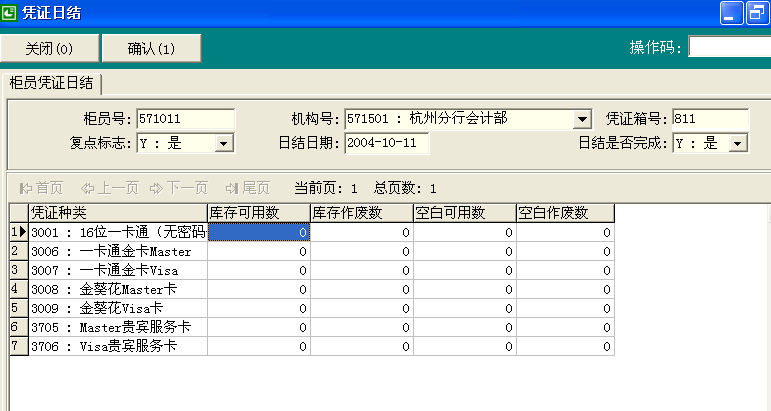 凭证日结
关闭(0) 确认(1) 操作码:
柜员凭证日结
柜员号: 571011 机构号: 571501 : 杭州分行会计部 凭证箱号: 811
复点标志: Y : 是 日结日期: 2004-10-11 日结是否完成: Y : 是
首页 上一页 下一页 尾页 当前页: 1 总页数: 1
凭证种类 库存可用数 库存作废数 空白可用数 空白作废数
1 3001 : 16位一卡通（无密码 0 0 0 0
2 3006 : 一卡通金卡Master 0 0 0 0
3 3007 : 一卡通金卡Visa 0 0 0 0
4 3008 : 金葵花Master卡 0 0 0 0
5 3009 : 金葵花Visa卡 0 0 0 0
6 3705 : Master贵宾服务卡 0 0 0 0
7 3706 : Visa贵宾服务卡 0 0 0 0